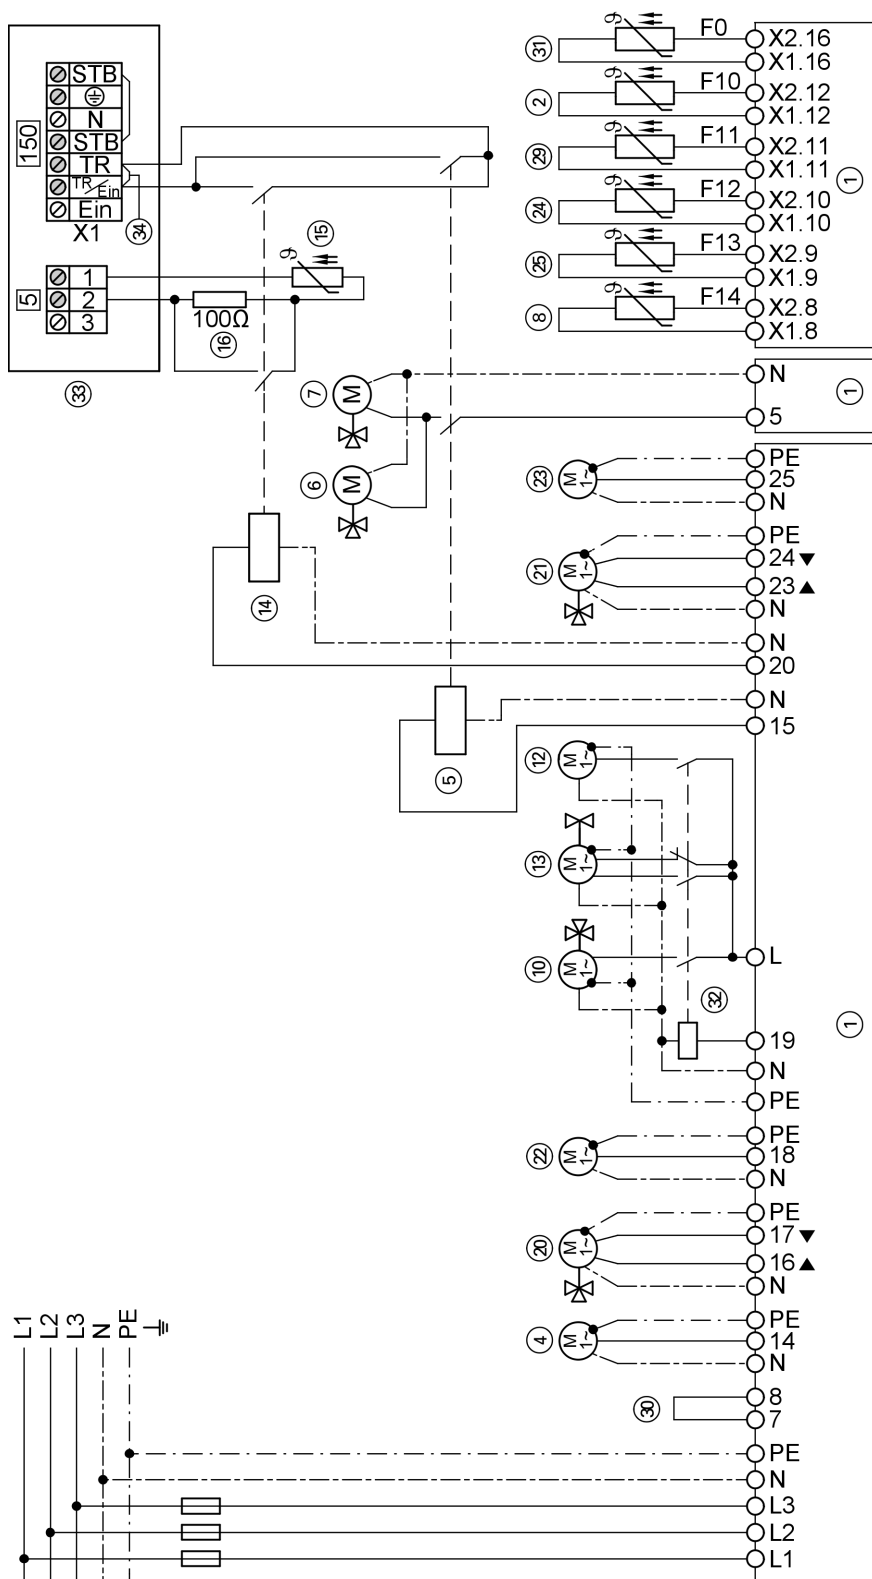 31
F0
X2.16
X1.16
2
F10
X2.12
X1.12
29
F11
X2.11
X1.11
24
F12
X2.10
X1.10
25
F13
X2.9
X1.9
8
F14
X2.8
X1.8
1
150
STB
N
STB
TR
TR/Ein
Ein
X1
34
5
1
2
3
ϑ
15
100Ω
16
33
7
M
6
M
N
5
1
23
M 1~
PE
25
N
21
M 1~
PE
24▼
23▲
N
14
N
20
5
N
15
12
M 1~
13
M 1~
10
M 1~
32
L
19
N
PE
1
22
M 1~
PE
18
N
20
M 1~
PE
17▼
16▲
N
4
M 1~
PE
14
N
30
8
7
L1
L2
L3
N
PE
PE
N
L3
L2
L1